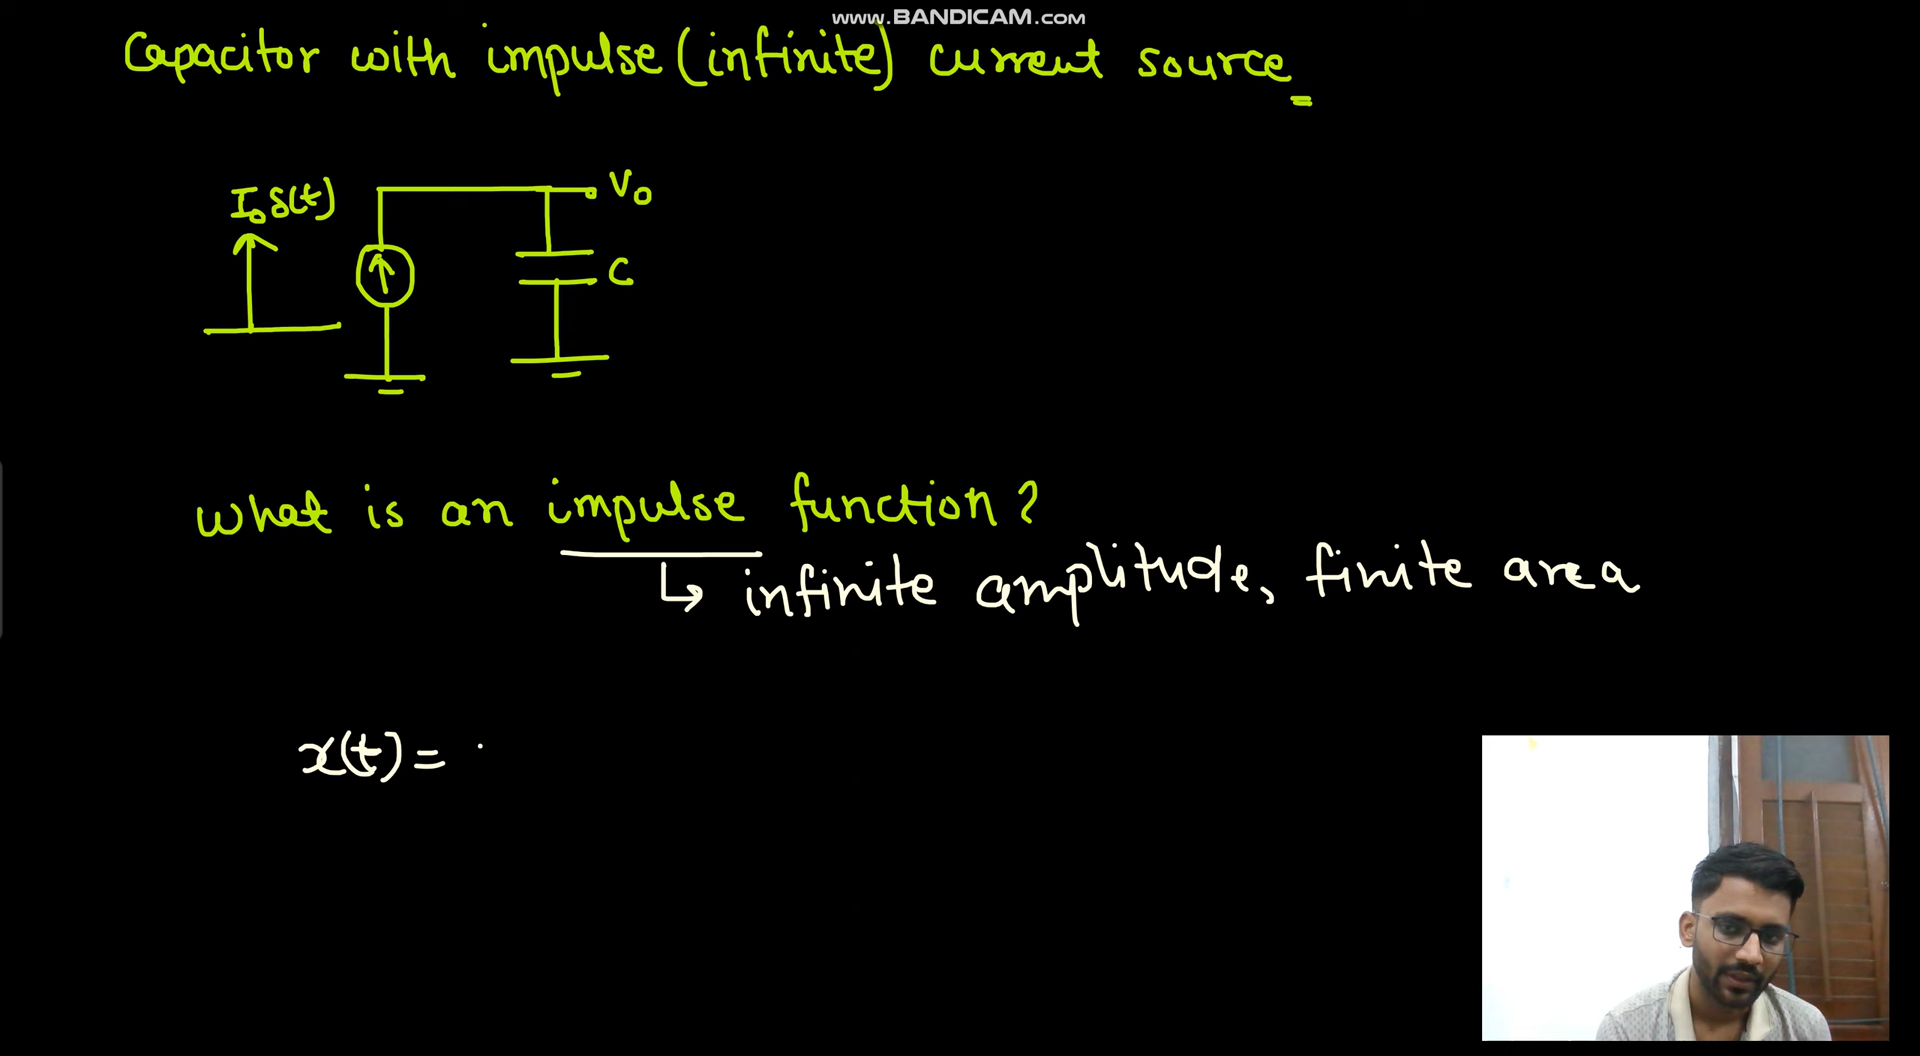 www.BANDICAM.com
Capacitor with impulse (infinite) current source
I₀δ(t)
V₀
C
What is an impulse function?
↳ infinite amplitude, finite area
x(t) =